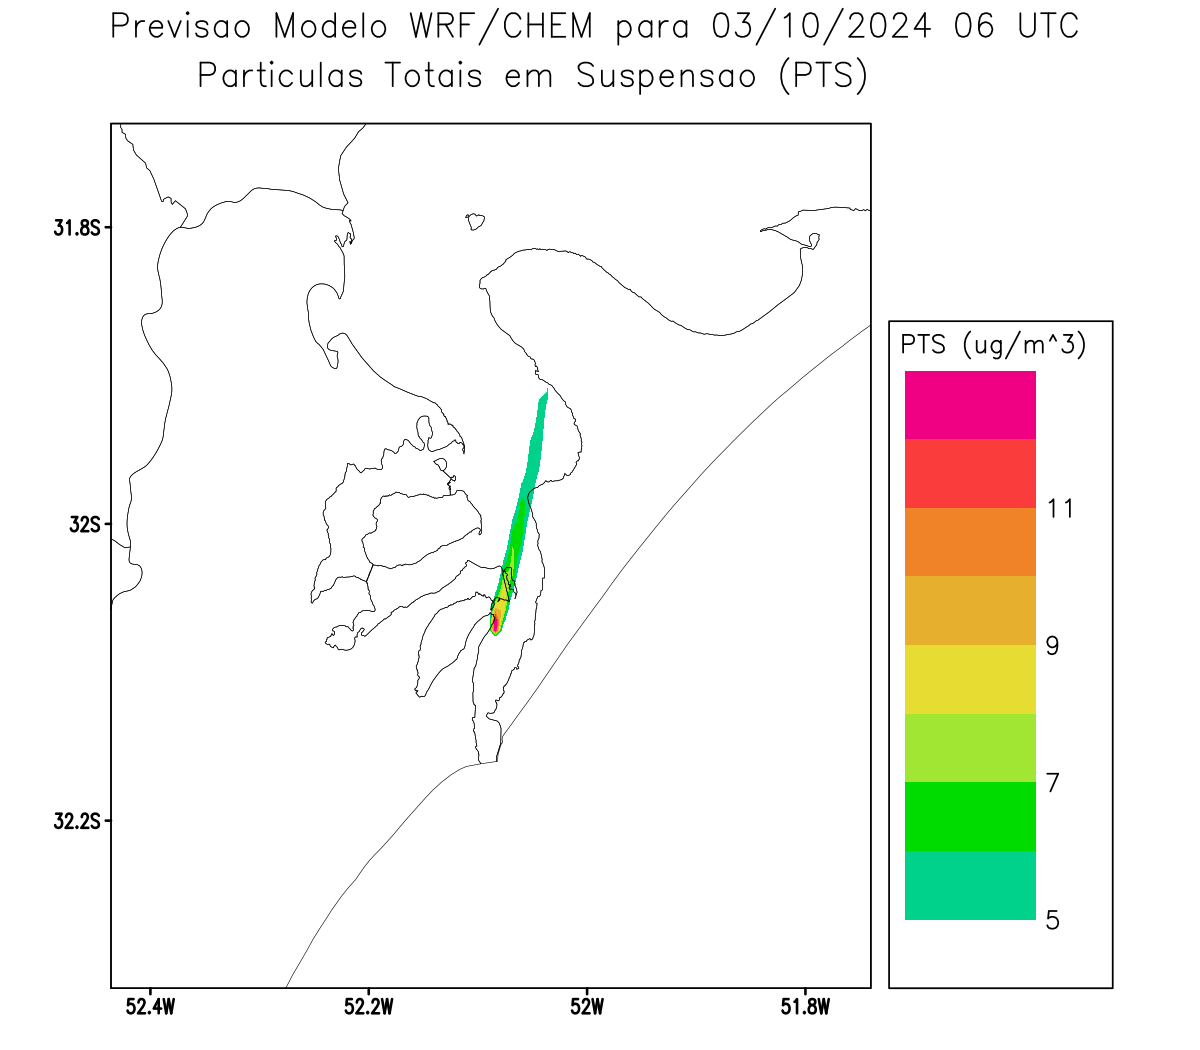 Previsao Modelo WRF/CHEM para 03/10/2024 06 UTC
Particulas Totais em Suspensao (PTS)
31.8S
32S
32.2S
52.4W
52.2W
52W
51.8W
PTS (ug/m^3)
11
9
7
5